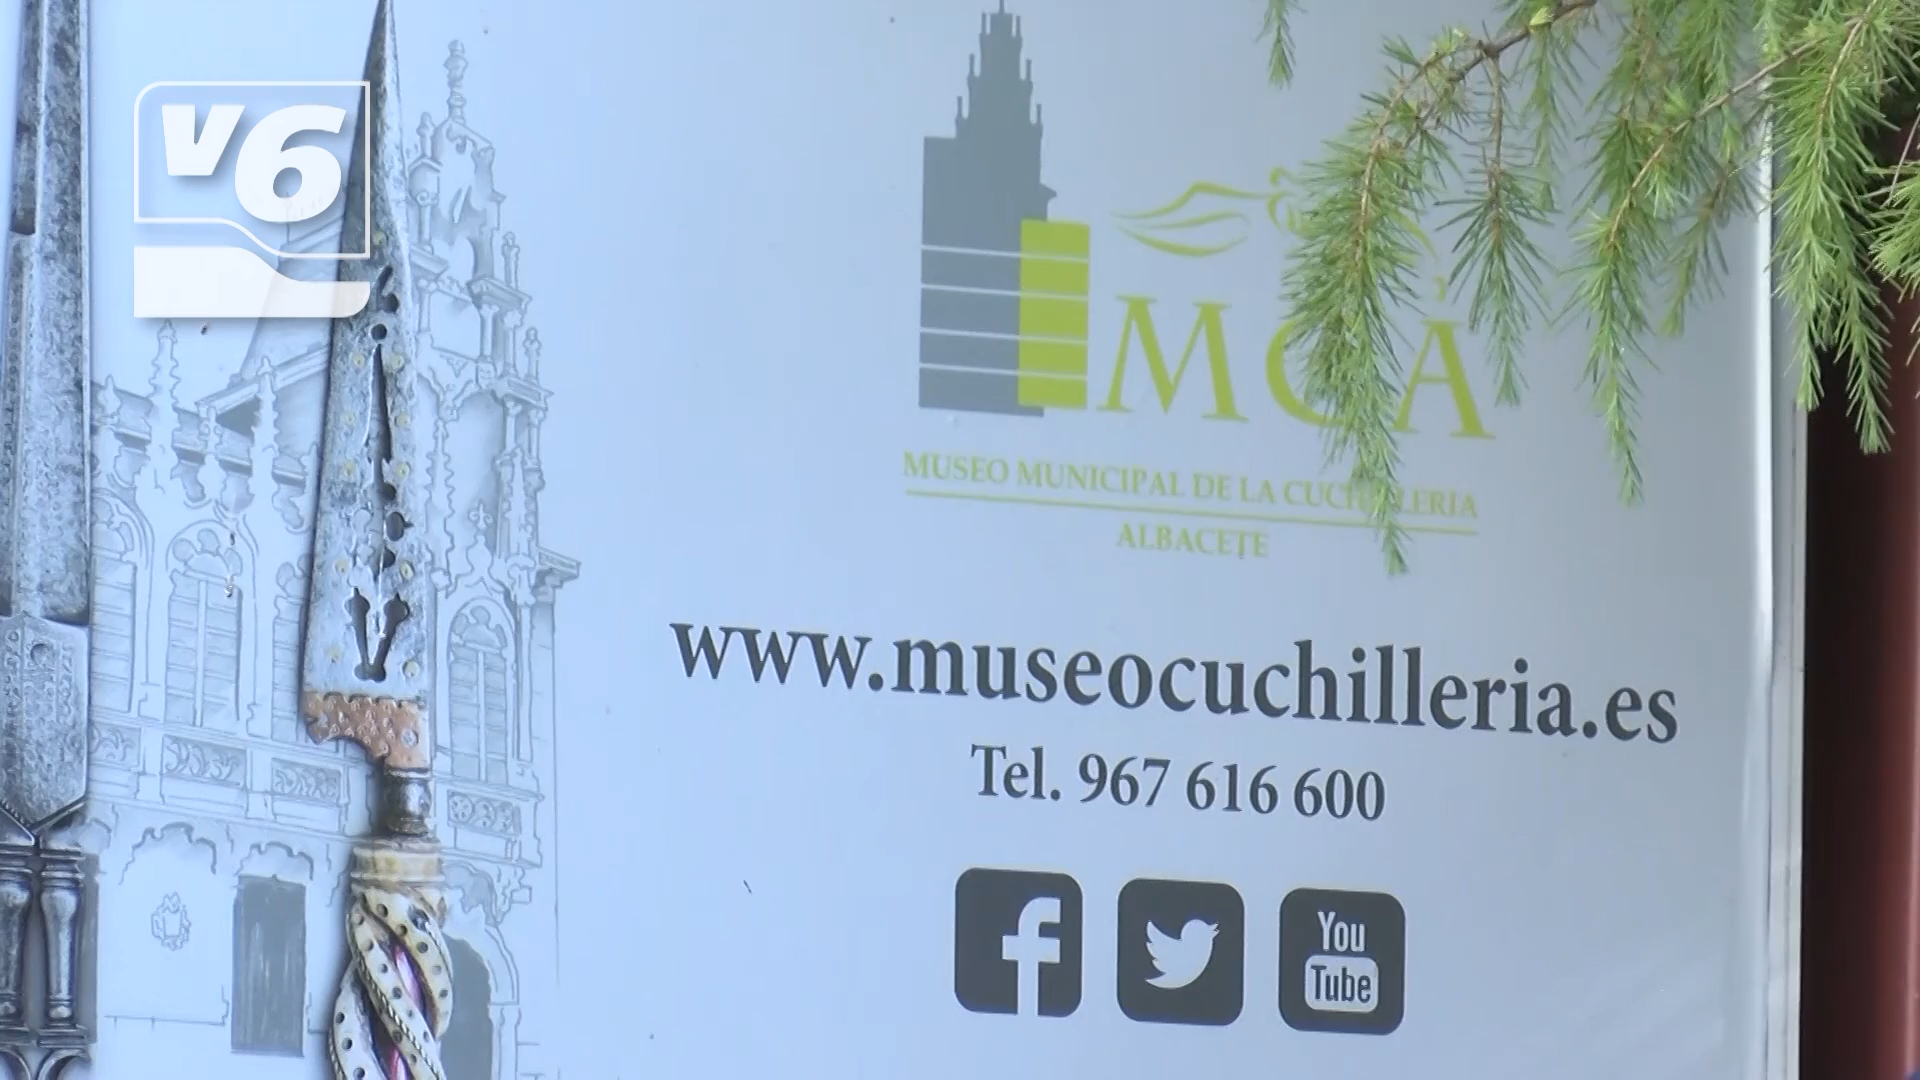 V6
MCA
MUSEO MUNICIPAL DE LA CUCHILLERIA
ALBACETE
www.museocuchilleria.es
Tel. 967 616 600
f
You
Tube